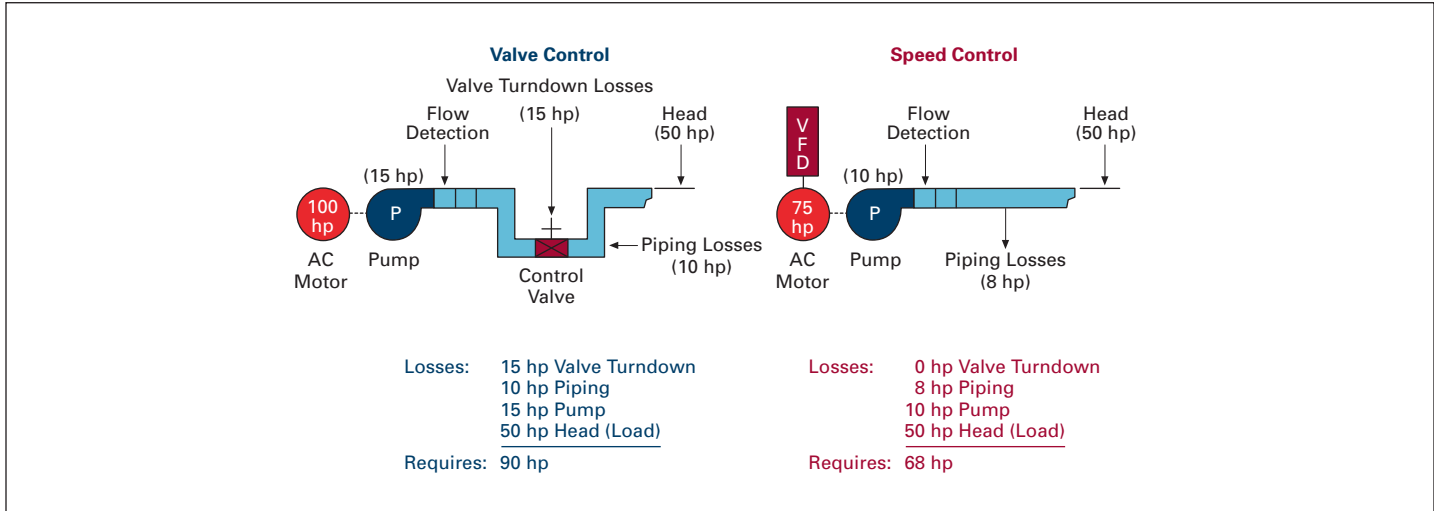 Valve Control
Valve Turndown Losses
(15 hp)
Flow
Detection
Head
(50 hp)
(15 hp)
100
hp
P
AC
Motor
Pump
Control
Valve
Piping Losses
(10 hp)
Losses: 15 hp Valve Turndown
10 hp Piping
15 hp Pump
50 hp Head (Load)
Requires: 90 hp
Speed Control
V
F
D
Flow
Detection
Head
(50 hp)
(10 hp)
75
hp
P
AC
Motor
Pump
Piping Losses
(8 hp)
Losses: 0 hp Valve Turndown
8 hp Piping
10 hp Pump
50 hp Head (Load)
Requires: 68 hp